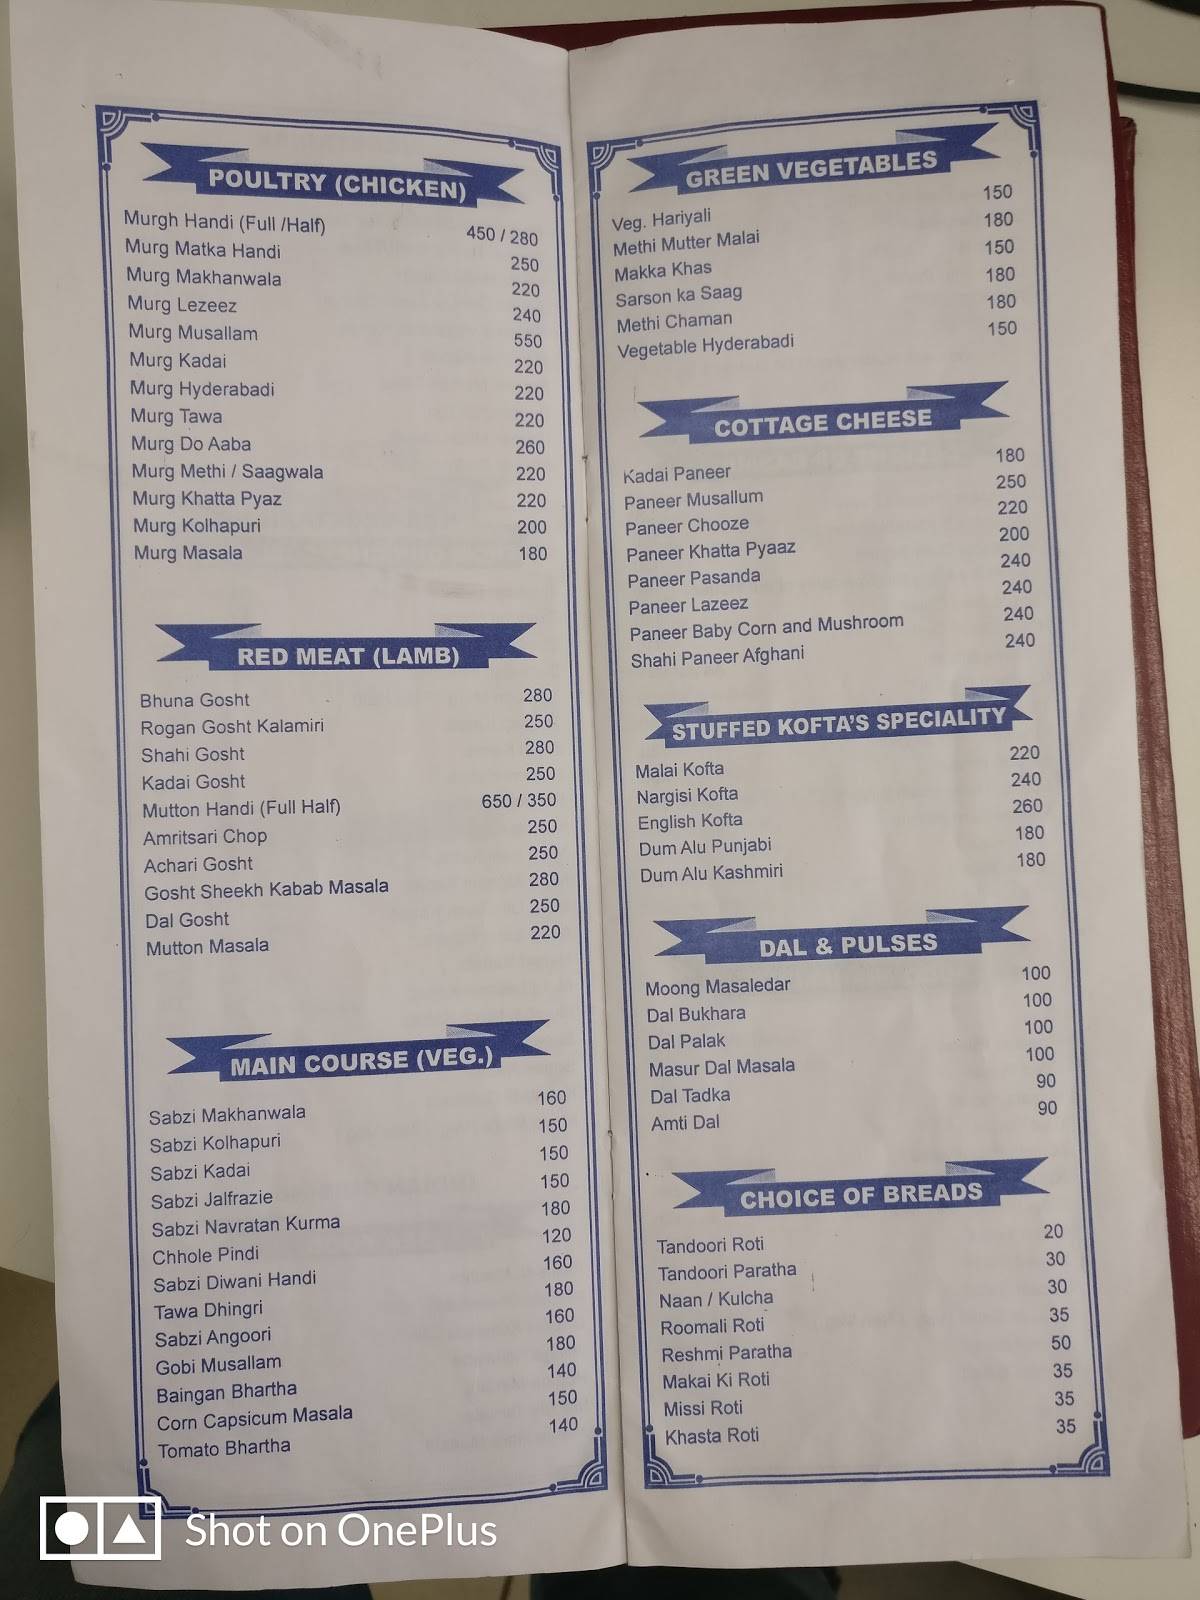 POULTRY (CHICKEN)
Murgh Handi (Full /Half) 450 / 280
Murg Matka Handi 250
Murg Makhanwala 220
Murg Lezeez 240
Murg Musallam 550
Murg Kadai 220
Murg Hyderabadi 220
Murg Tawa 220
Murg Do Aaba 260
Murg Methi / Saagwala 220
Murg Khatta Pyaz 220
Murg Kolhapuri 200
Murg Masala 180
RED MEAT (LAMB)
Bhuna Gosht 280
Rogan Gosht Kalamiri 250
Shahi Gosht 280
Kadai Gosht 250
Mutton Handi (Full Half) 650 / 350
Amritsari Chop 250
Achari Gosht 250
Gosht Sheekh Kabab Masala 280
Dal Gosht 250
Mutton Masala 220
MAIN COURSE (VEG.)
Sabzi Makhanwala 160
Sabzi Kolhapuri 150
Sabzi Kadai 150
Sabzi Jalfrazie 150
Sabzi Navratan Kurma 180
Chhole Pindi 120
Sabzi Diwani Handi 160
Tawa Dhingri 180
Sabzi Angoori 160
Gobi Musallam 180
Baingan Bhartha 140
Corn Capsicum Masala 150
Tomato Bhartha 140
GREEN VEGETABLES
Veg. Hariyali 150
Methi Mutter Malai 180
Makka Khas 150
Sarson ka Saag 180
Methi Chaman 180
Vegetable Hyderabadi 150
COTTAGE CHEESE
Kadai Paneer 180
Paneer Musallum 250
Paneer Chooze 220
Paneer Khatta Pyaaz 200
Paneer Pasanda 240
Paneer Lazeez 240
Paneer Baby Corn and Mushroom 240
Shahi Paneer Afghani 240
STUFFED KOFTA'S SPECIALITY
Malai Kofta 220
Nargisi Kofta 240
English Kofta 260
Dum Alu Punjabi 180
Dum Alu Kashmiri 180
DAL & PULSES
Moong Masaledar 100
Dal Bukhara 100
Dal Palak 100
Masur Dal Masala 100
Dal Tadka 90
Amti Dal 90
CHOICE OF BREADS
Tandoori Roti 20
Tandoori Paratha 30
Naan / Kulcha 30
Roomali Roti 35
Reshmi Paratha 50
Makai Ki Roti 35
Missi Roti 35
Khasta Roti 35
Shot on OnePlus